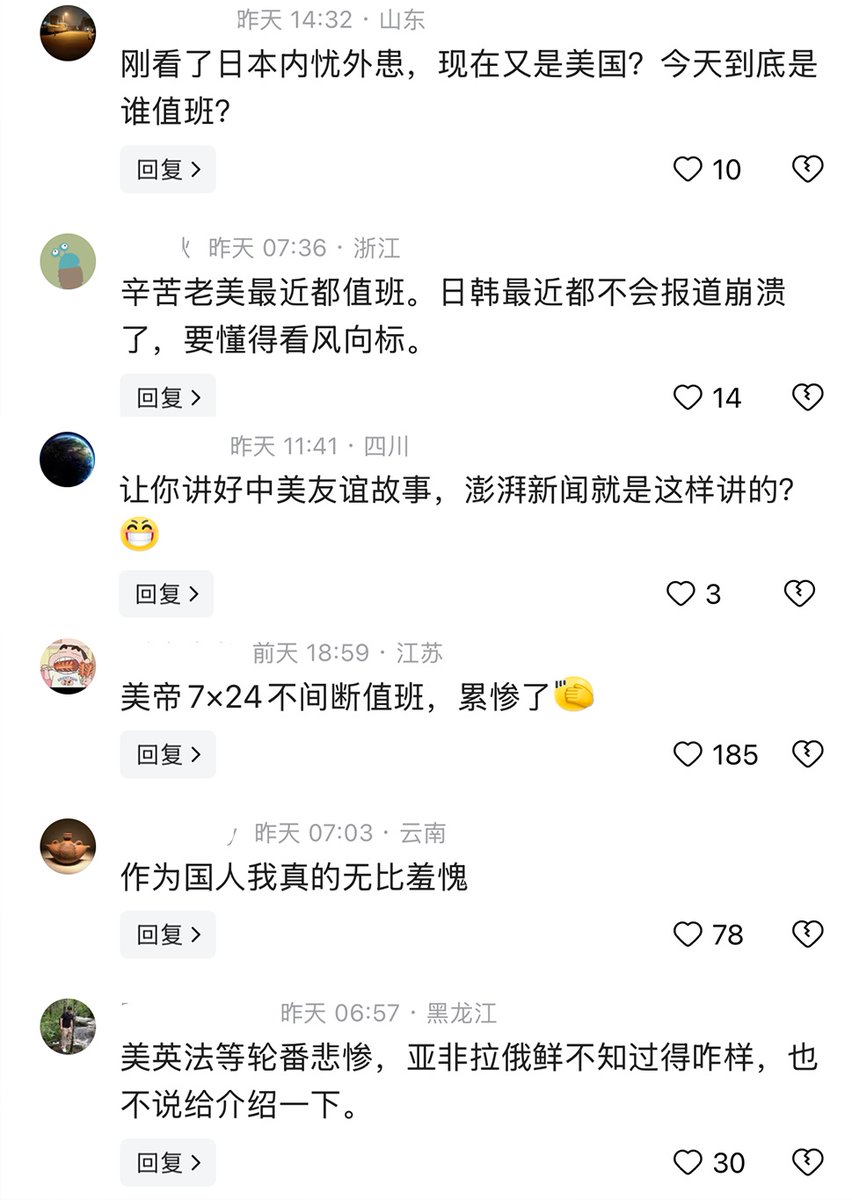 昨天 14:32 · 山东
刚看了日本内忧外患，现在又是美国？今天到底是
谁值班？
回复 >
10
昨天 07:36 · 浙江
辛苦老美最近都值班。日韩最近都不会报道崩溃
了，要懂得看风向标。
回复 >
14
昨天 11:41 · 四川
让你讲好中美友谊故事，澎湃新闻就是这样讲的？
回复 >
3
前天 18:59 · 江苏
美帝7×24不间断值班，累惨了
回复 >
185
昨天 07:03 · 云南
作为国人我真的无比羞愧
回复 >
78
昨天 06:57 · 黑龙江
美英法等轮番悲惨，亚非拉俄鲜不知过得咋样，也
不说给介绍一下。
回复 >
30